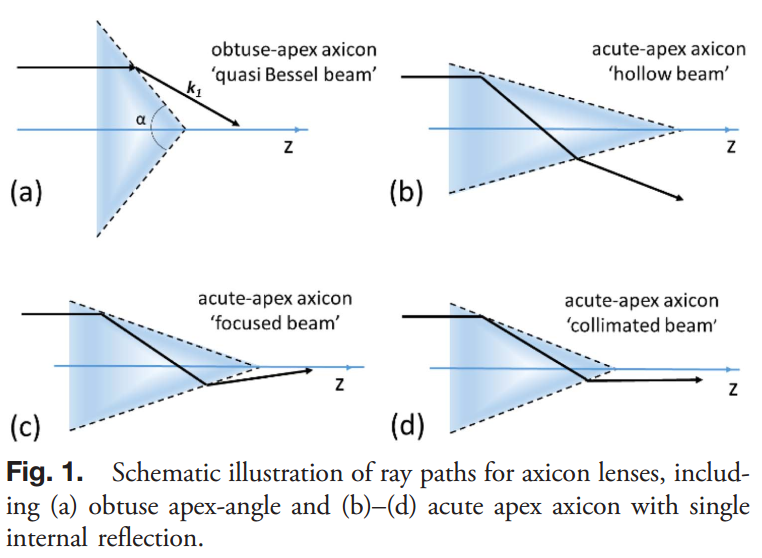 obtuse-apex axicon
'quasi Bessel beam'
k1
α
z
(a)
acute-apex axicon
'hollow beam'
z
(b)
acute-apex axicon
'focused beam'
z
(c)
acute-apex axicon
'collimated beam'
z
(d)
Fig. 1. Schematic illustration of ray paths for axicon lenses, includ-
ing (a) obtuse apex-angle and (b)–(d) acute apex axicon with single
internal reflection.